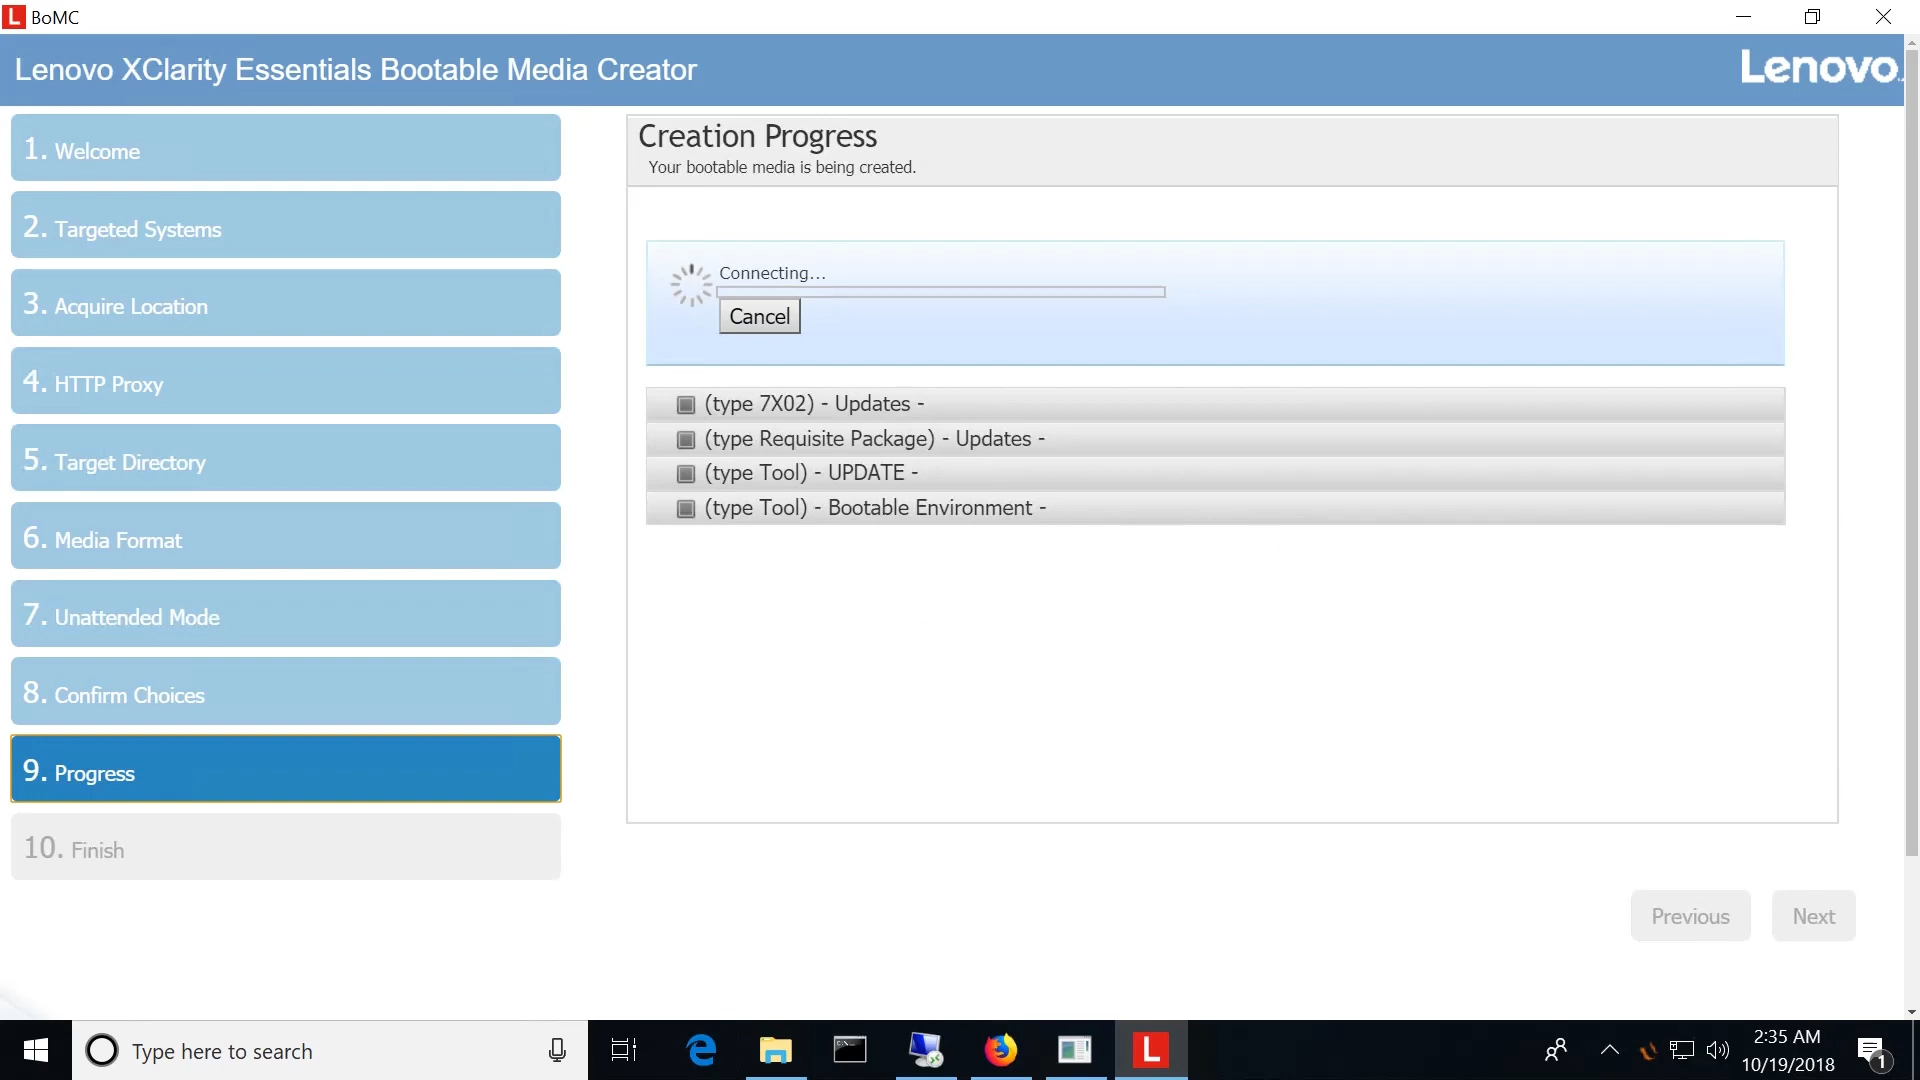 L BoMC
Lenovo XClarity Essentials Bootable Media Creator
Lenovo
1. Welcome
2. Targeted Systems
3. Acquire Location
4. HTTP Proxy
5. Target Directory
6. Media Format
7. Unattended Mode
8. Confirm Choices
9. Progress
10. Finish
Creation Progress
Your bootable media is being created.
Connecting...
Cancel
(type 7X02) - Updates -
(type Requisite Package) - Updates -
(type Tool) - UPDATE -
(type Tool) - Bootable Environment -
Previous
Next
Type here to search
L
2:35 AM
10/19/2018
1